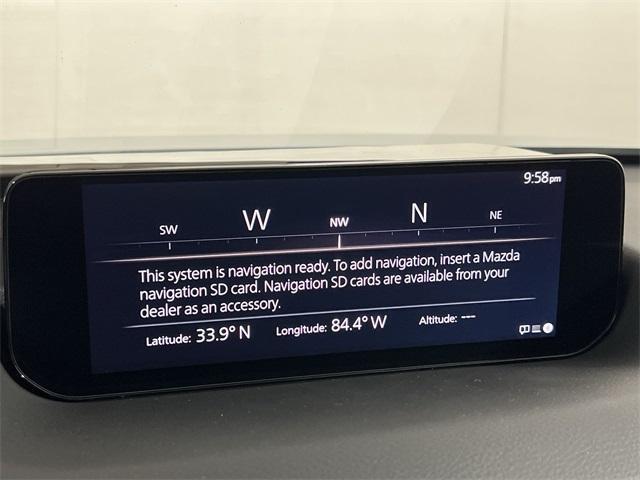 9:58pm
SW W NW N NE
This system is navigation ready. To add navigation, insert a Mazda
navigation SD card. Navigation SD cards are available from your
dealer as an accessory.
Latitude: 33.9° N Longitude: 84.4° W Altitude: ---